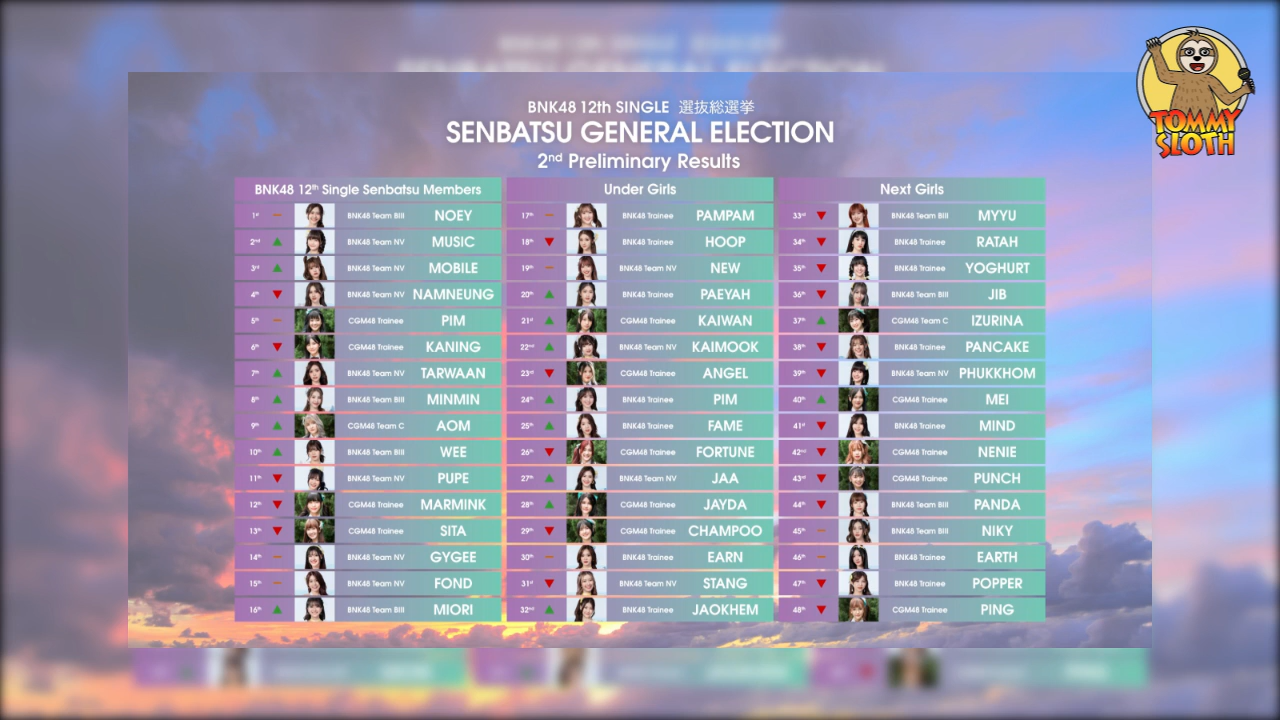 BNK48 12th SINGLE 選抜総選挙
SENBATSU GENERAL ELECTION
2nd Preliminary Results
TOMMY
SLOTH
BNK48 12th Single Senbatsu Members
1st BNK48 Team BIII NOEY
2nd BNK48 Team NV MUSIC
3rd BNK48 Team NV MOBILE
4th BNK48 Team NV NAMNEUNG
5th CGM48 Trainee PIM
6th CGM48 Trainee KANING
7th BNK48 Team NV TARWAAN
8th BNK48 Team BIII MINMIN
9th CGM48 Team C AOM
10th BNK48 Team BIII WEE
11th BNK48 Team NV PUPE
12th CGM48 Trainee MARMINK
13th CGM48 Trainee SITA
14th BNK48 Team NV GYGEE
15th BNK48 Team NV FOND
16th BNK48 Team BIII MIORI
Under Girls
17th BNK48 Trainee PAMPAM
18th BNK48 Trainee HOOP
19th BNK48 Team NV NEW
20th BNK48 Trainee PAEYAH
21st CGM48 Trainee KAIWAN
22nd BNK48 Team NV KAIMOOK
23rd CGM48 Trainee ANGEL
24th BNK48 Trainee PIM
25th BNK48 Trainee FAME
26th CGM48 Trainee FORTUNE
27th BNK48 Team NV JAA
28th CGM48 Trainee JAYDA
29th CGM48 Trainee CHAMPOO
30th BNK48 Trainee EARN
31st BNK48 Team NV STANG
32nd BNK48 Trainee JAOKHEM
Next Girls
33rd BNK48 Team BIII MYYU
34th BNK48 Trainee RATAH
35th BNK48 Trainee YOGHURT
36th BNK48 Team BIII JIB
37th CGM48 Team C IZURINA
38th BNK48 Trainee PANCAKE
39th BNK48 Team NV PHUKKHOM
40th CGM48 Trainee MEI
41st BNK48 Trainee MIND
42nd CGM48 Trainee NENIE
43rd CGM48 Trainee PUNCH
44th BNK48 Team BIII PANDA
45th BNK48 Team BIII NIKY
46th BNK48 Trainee EARTH
47th BNK48 Trainee POPPER
48th CGM48 Trainee PING